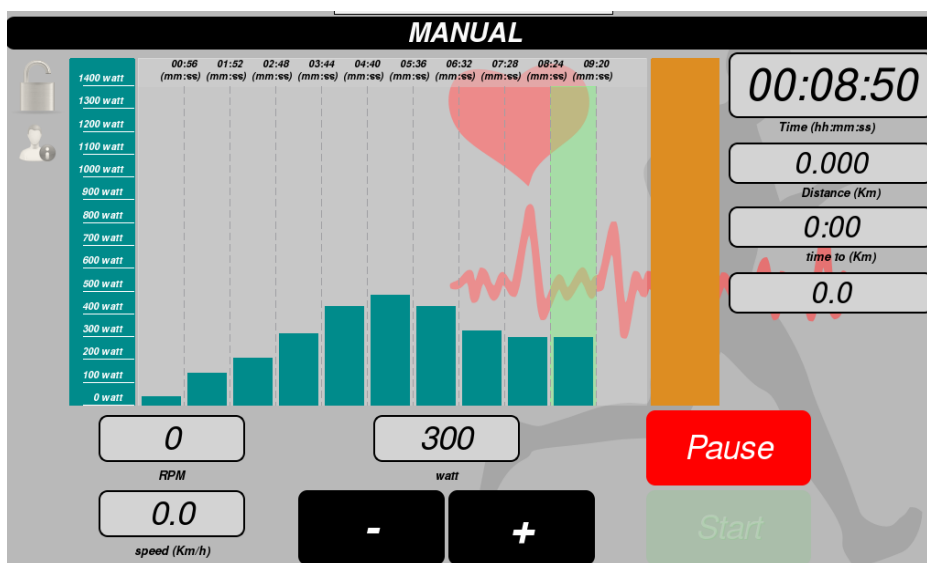 MANUAL
00:56 01:52 02:48 03:44 04:40 05:36 06:32 07:28 08:24 09:20
(mm:ss) (mm:ss) (mm:ss) (mm:ss) (mm:ss) (mm:ss) (mm:ss) (mm:ss) (mm:ss) (mm:ss)
1400 watt
1300 watt
1200 watt
1100 watt
1000 watt
900 watt
800 watt
700 watt
600 watt
500 watt
400 watt
300 watt
200 watt
100 watt
0 watt
00:08:50
Time (hh:mm:ss)
0.000
Distance (Km)
0:00
time to (Km)
0.0
0
RPM
300
watt
Pause
0.0
speed (Km/h)
-
+
Start